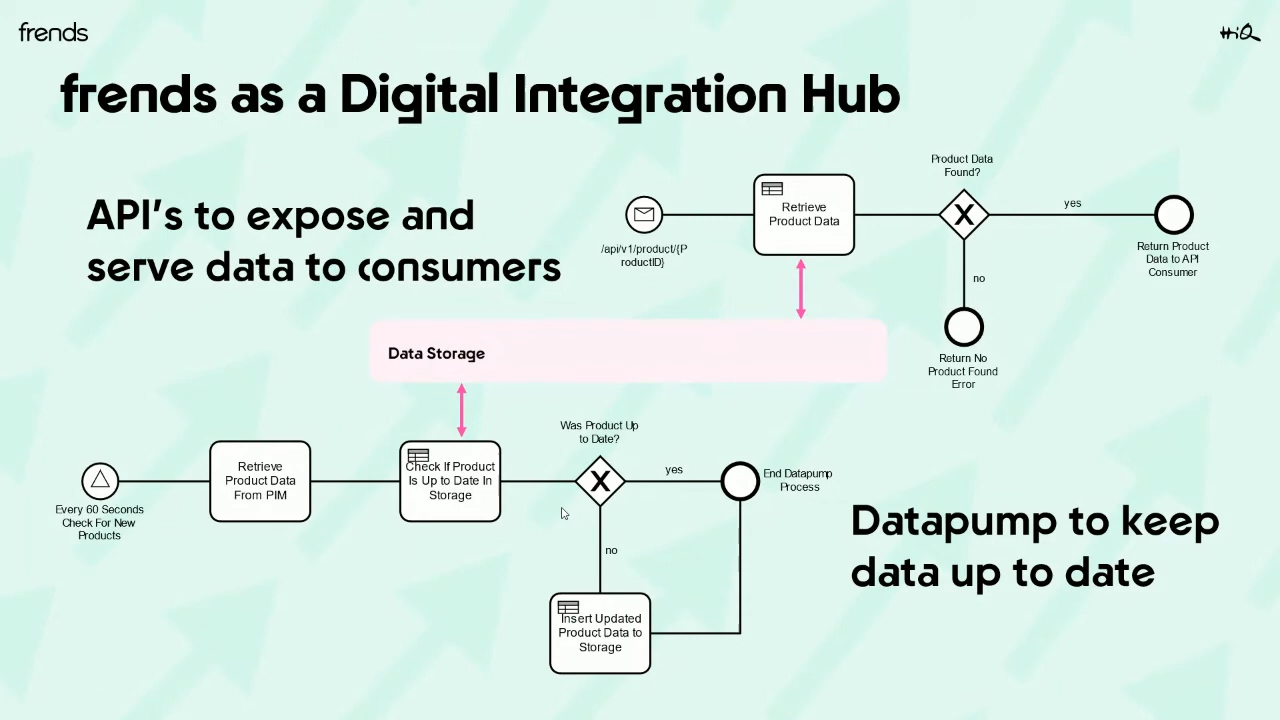 frends
HiQ
frends as a Digital Integration Hub
API's to expose and
serve data to consumers
/api/v1/product/{P
roductID}
Retrieve
Product Data
Product Data
Found?
yes
Return Product
Data to API
Consumer
no
Return No
Product Found
Error
Data Storage
Every 60 Seconds
Check For New
Products
Retrieve
Product Data
From PIM
Check If Product
Is Up to Date In
Storage
Was Product Up
to Date?
yes
End Datapump
Process
no
Insert Updated
Product Data to
Storage
Datapump to keep
data up to date